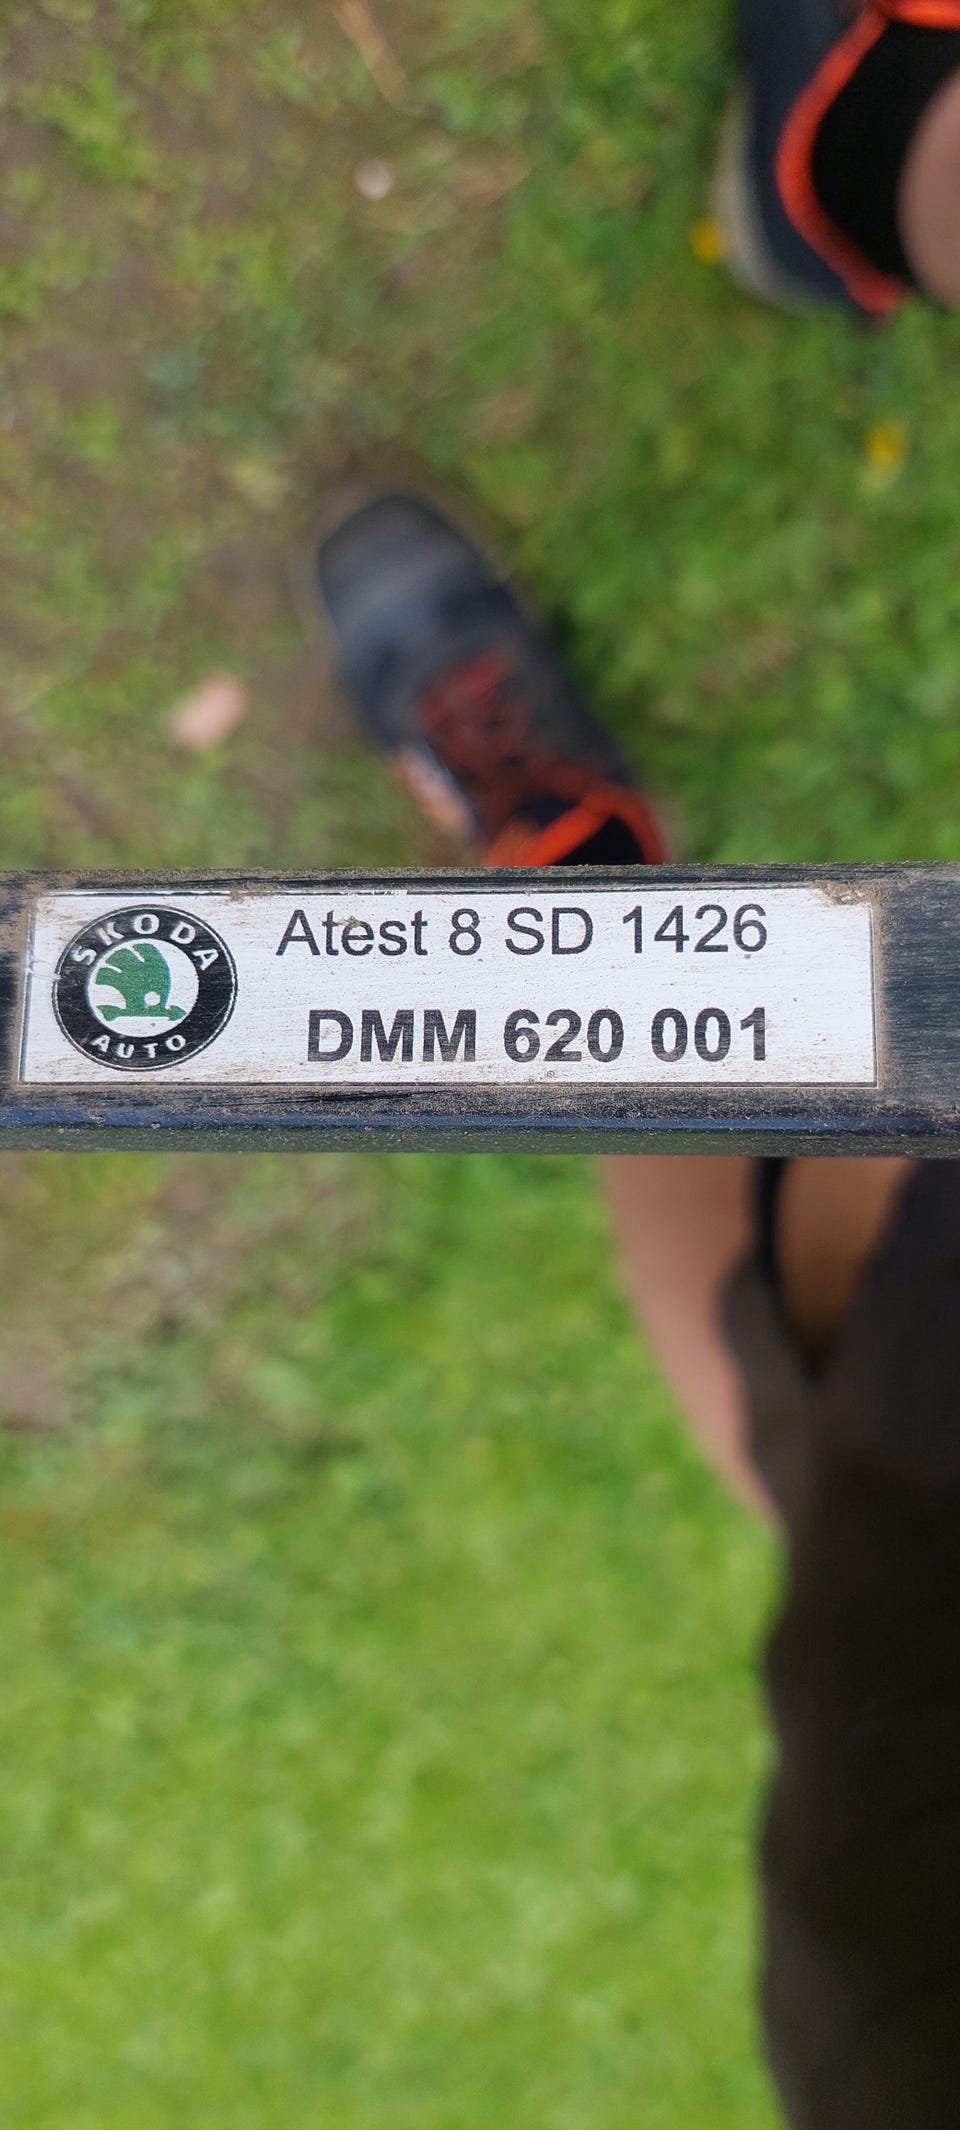 SKODA
AUTO
Atest 8 SD 1426
DMM 620 001